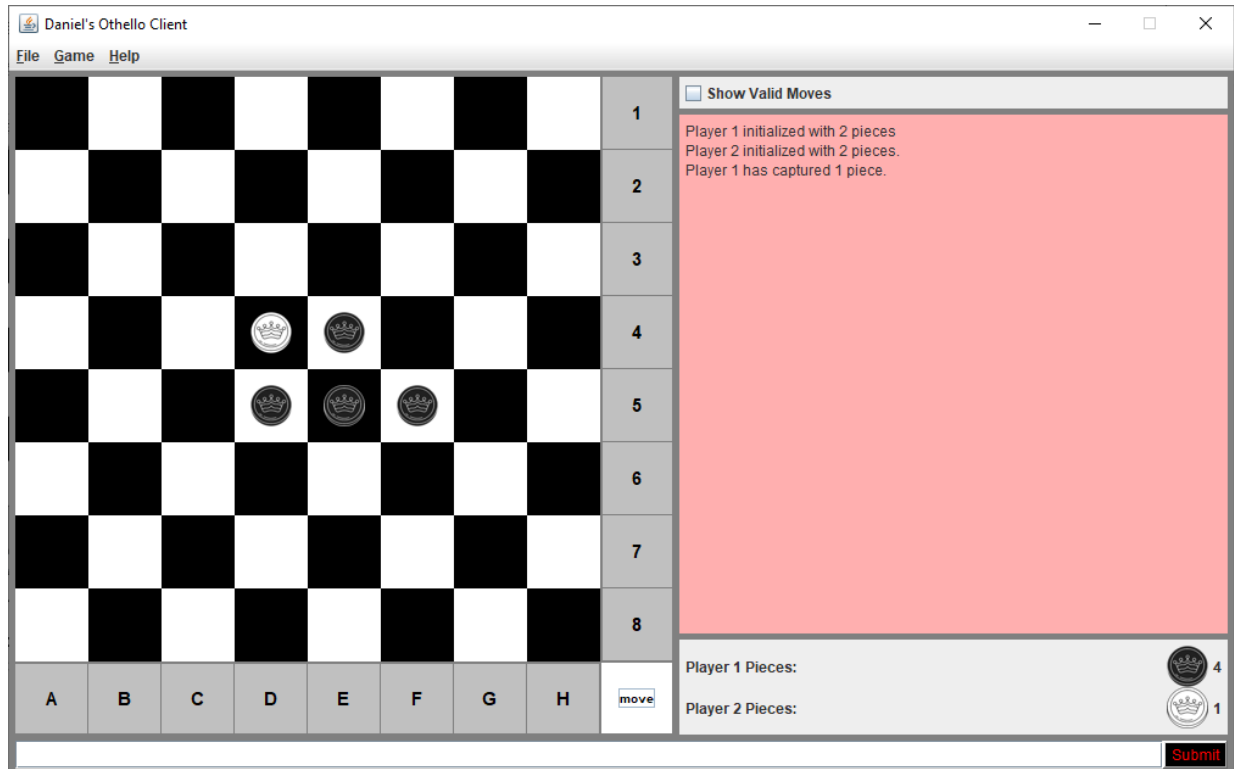 Daniel's Othello Client
File Game Help
1
2
3
4
5
6
7
8
A B C D E F G H move
Show Valid Moves
Player 1 initialized with 2 pieces
Player 2 initialized with 2 pieces.
Player 1 has captured 1 piece.
Player 1 Pieces: 4
Player 2 Pieces: 1
Submit